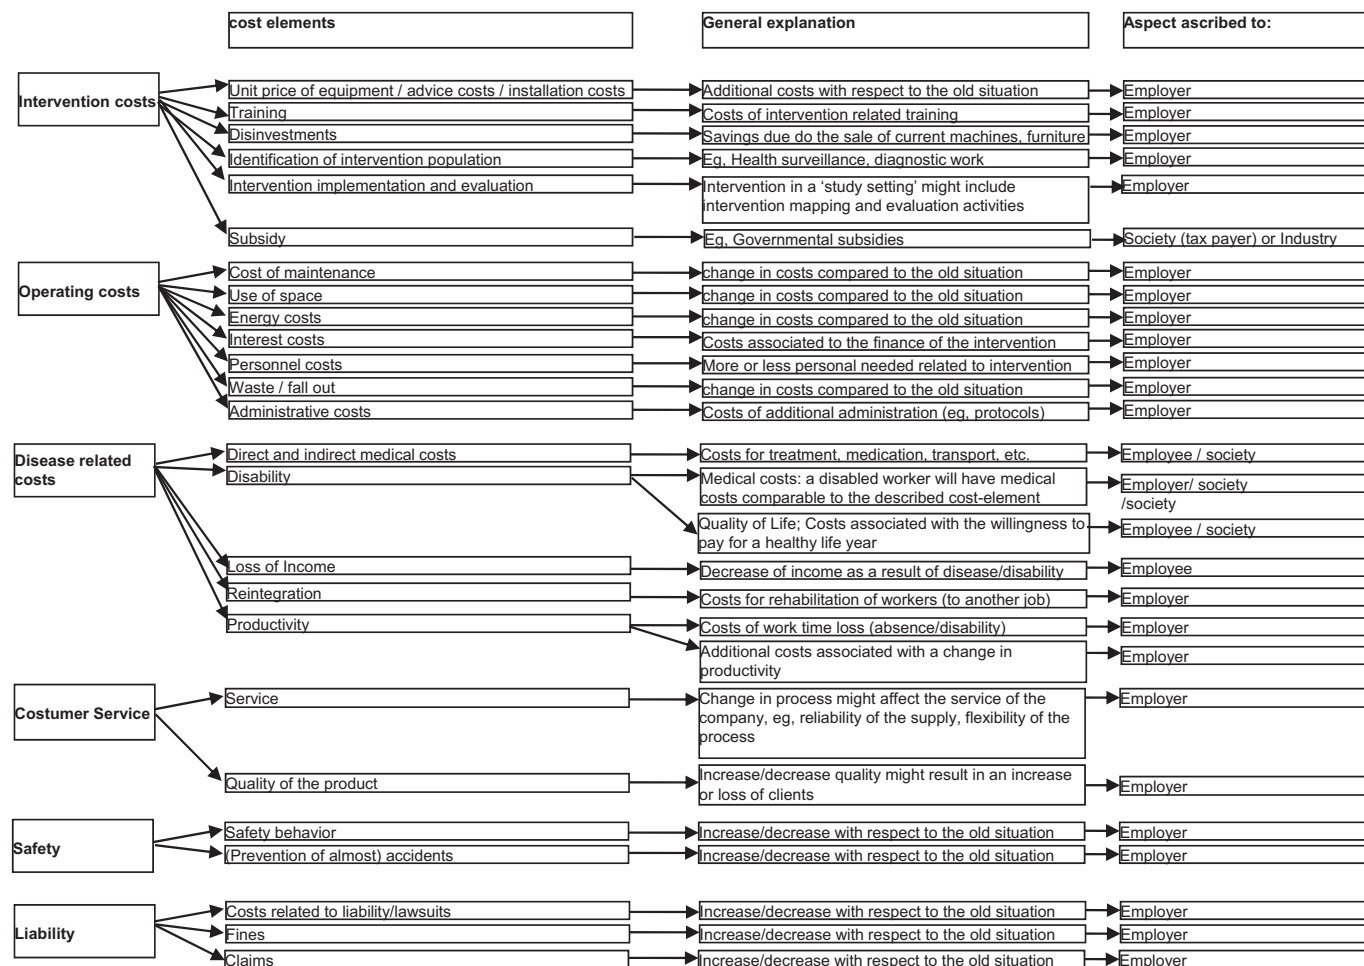 cost elements
General explanation
Aspect ascribed to:
Intervention costs
Unit price of equipment / advice costs / installation costs
Additional costs with respect to the old situation
Employer
Training
Costs of intervention related training
Employer
Disinvestments
Savings due do the sale of current machines, furniture
Employer
Identification of intervention population
Eg, Health surveillance, diagnostic work
Employer
Intervention implementation and evaluation
Intervention in a ‘study setting’ might include
intervention mapping and evaluation activities
Employer
Subsidy
Eg, Governmental subsidies
Society (tax payer) or Industry
Operating costs
Cost of maintenance
change in costs compared to the old situation
Employer
Use of space
change in costs compared to the old situation
Employer
Energy costs
change in costs compared to the old situation
Employer
Interest costs
Costs associated to the finance of the intervention
Employer
Personnel costs
More or less personal needed related to intervention
Employer
Waste / fall out
change in costs compared to the old situation
Employer
Administrative costs
Costs of additional administration (eg, protocols)
Employer
Disease related
costs
Direct and indirect medical costs
Costs for treatment, medication, transport, etc.
Employee / society
Disability
Medical costs: a disabled worker will have medical
costs comparable to the described cost-element
Employer/ society
/society
Quality of Life; Costs associated with the willingness to
pay for a healthy life year
Employee / society
Loss of Income
Decrease of income as a result of disease/disability
Employee
Reintegration
Costs for rehabilitation of workers (to another job)
Employer
Productivity
Costs of work time loss (absence/disability)
Employer
Additional costs associated with a change in
productivity
Employer
Costumer Service
Service
Change in process might affect the service of the
company, eg, reliability of the supply, flexibility of the
process
Employer
Quality of the product
Increase/decrease quality might result in an increase
or loss of clients
Employer
Safety
Safety behavior
Increase/decrease with respect to the old situation
Employer
(Prevention of almost) accidents
Increase/decrease with respect to the old situation
Employer
Liability
Costs related to liability/lawsuits
Increase/decrease with respect to the old situation
Employer
Fines
Increase/decrease with respect to the old situation
Employer
Claims
Increase/decrease with respect to the old situation
Employer